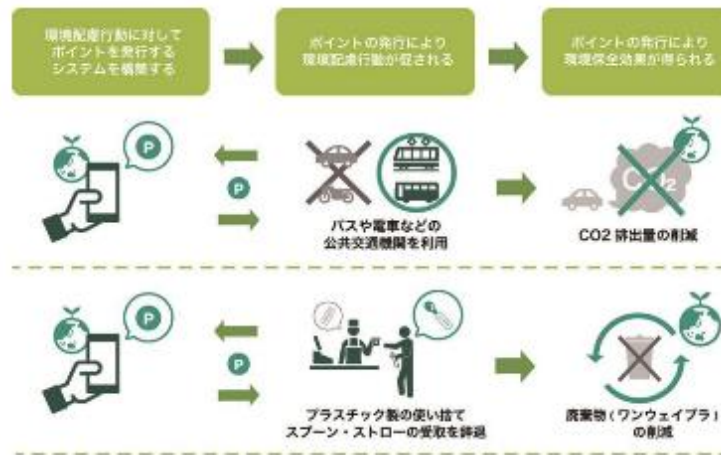 環境配慮行動に対して
ポイントを発行する
システムを構築する
ポイントの発行により
環境配慮行動が促される
ポイントの発行により
環境保全効果が得られる
P
P
バスや電車などの
公共交通機関を利用
CO2
CO2 排出量の削減
P
P
プラスチック製の使い捨て
スプーン・ストローの受取を辞退
廃棄物(ワンウェイプラ)
の削減